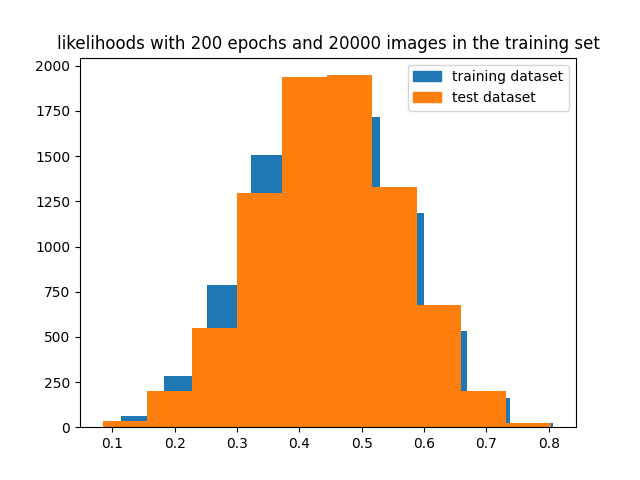 likelihoods with 200 epochs and 20000 images in the training set
training dataset
test dataset
2000
1750
1500
1250
1000
750
500
250
0
0.1 0.2 0.3 0.4 0.5 0.6 0.7 0.8